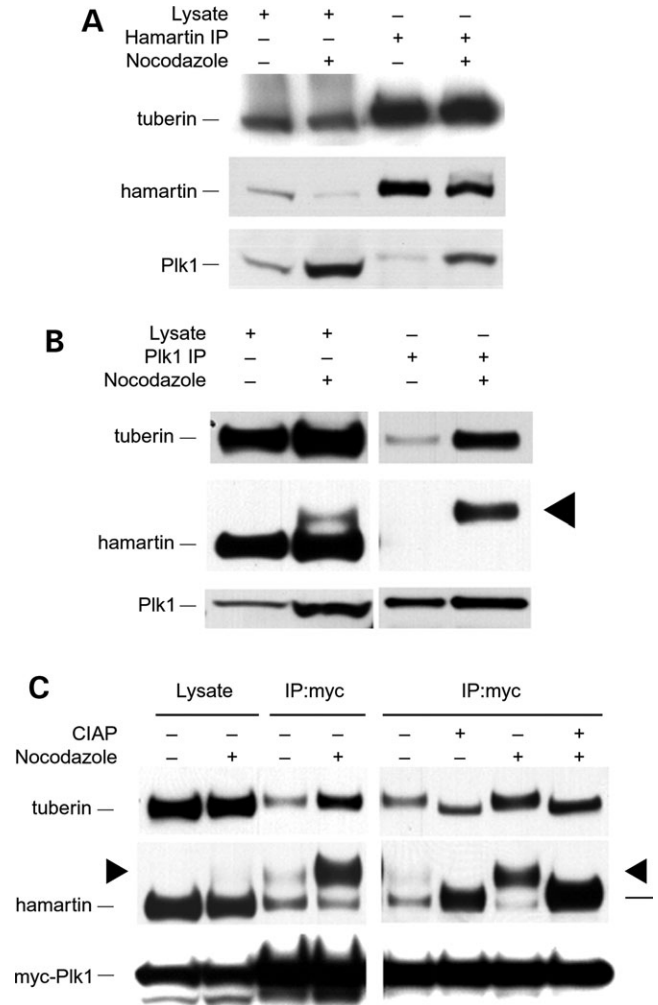 A
Lysate + + – –
Hamartin IP – – + +
Nocodazole – + – +
tuberin —
hamartin —
Plk1 —
B
Lysate + + – –
Plk1 IP – – + +
Nocodazole – + – +
tuberin —
hamartin —
Plk1 —
C
Lysate IP:myc IP:myc
CIAP – – – – – + – +
Nocodazole – + – + – – + +
tuberin —
hamartin —
myc-Plk1 —